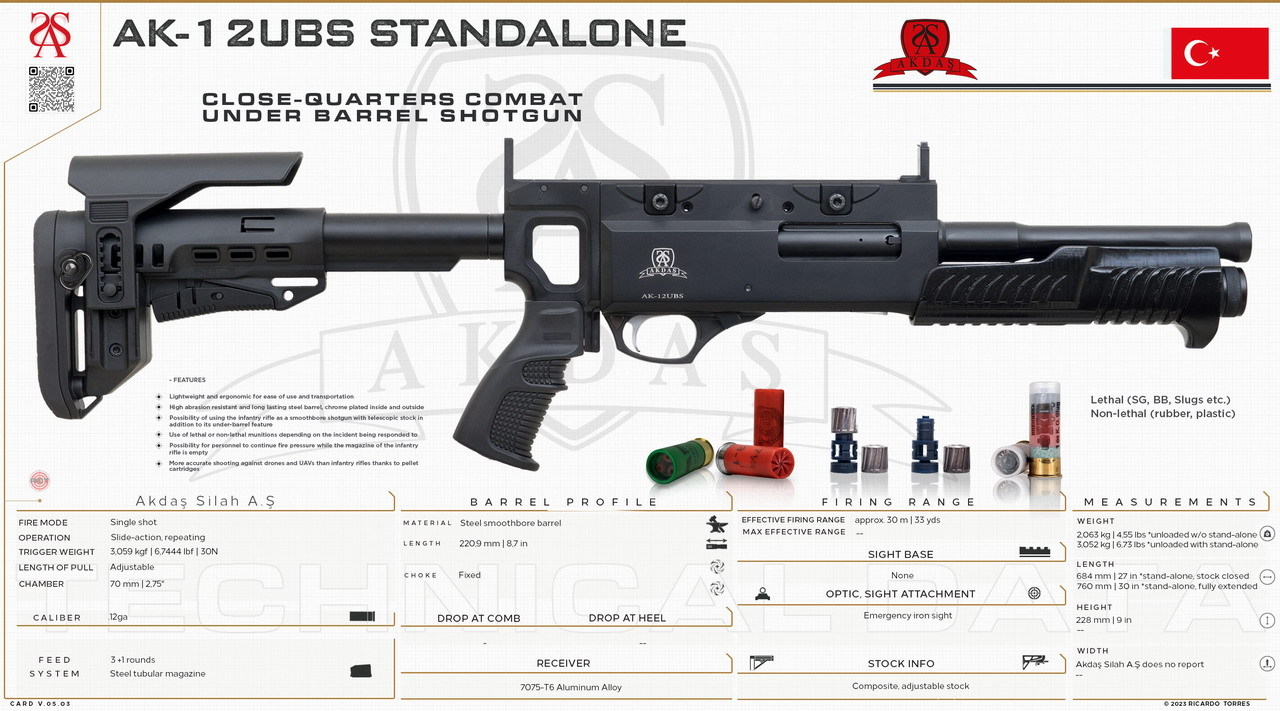 AK-12UBS STANDALONE
AKDAŞ
CLOSE-QUARTERS COMBAT
UNDER BARREL SHOTGUN
AKDAŞ
AKDAŞ
AK-12UBS
- FEATURES
Lightweight and ergonomic for ease of use and transportation
High abrasion resistant and long lasting steel barrel, chrome plated inside and outside
Possibility of using the infantry rifle as a smoothbore shotgun with telescopic stock in
addition to its under-barrel feature
Use of lethal or non-lethal munitions depending on the incident being responded to
Possibility for personnel to continue fire pressure while the magazine of the infantry
rifle is empty
More accurate shooting against drones and UAVs than infantry rifles thanks to pellet
cartridges
Lethal (SG, BB, Slugs etc.)
Non-lethal (rubber, plastic)
TECHNICAL DATA
Akdaş Silah A.Ş
FIRE MODE Single shot
OPERATION Slide-action, repeating
TRIGGER WEIGHT 3,059 kgf | 6,7444 lbf | 30N
LENGTH OF PULL Adjustable
CHAMBER 70 mm | 2,75"
CALIBER 12ga
FEED
SYSTEM
3 +1 rounds
Steel tubular magazine
BARREL PROFILE
MATERIAL Steel smoothbore barrel
LENGTH 220,9 mm | 8,7 in
CHOKE Fixed
DROP AT COMB DROP AT HEEL
- --
RECEIVER
7075-T6 Aluminum Alloy
FIRING RANGE
EFFECTIVE FIRING RANGE approx. 30 m | 33 yds
MAX EFFECTIVE RANGE --
SIGHT BASE
None
OPTIC, SIGHT ATTACHMENT
Emergency iron sight
STOCK INFO
Composite, adjustable stock
MEASUREMENTS
WEIGHT
2,063 kg | 4,55 lbs *unloaded w/o stand-alone
3,052 kg | 6,73 lbs *unloaded with stand-alone
LENGTH
684 mm | 27 in *stand-alone, stock closed
760 mm | 30 in *stand-alone, fully extended
HEIGHT
228 mm | 9 in
--
WIDTH
Akdaş Silah A.Ş does no report
--
CARD V.05.03
© 2023 RICARDO TORRES